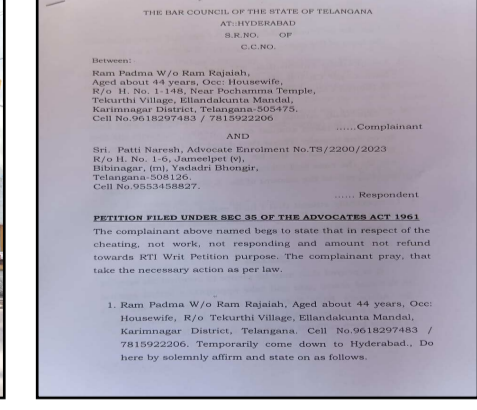 THE BAR COUNCIL OF THE STATE OF TELANGANA
AT::HYDERABAD
S.R.NO. OF
C.C.NO.
Between:
Ram Padma W/o Ram Rajaiah,
Aged about 44 years, Occ: Housewife,
R/o H. No. 1-148, Near Pochamma Temple,
Tekurthi Village, Ellandakunta Mandal,
Karimnagar District, Telangana-505475.
Cell No.9618297483 / 7815922206
......Complainant
AND
Sri. Patti Naresh, Advocate Enrolment No.TS/2200/2023
R/o H. No. 1-6, Jameelpet (v),
Bibinagar, (m), Yadadri Bhongir,
Telangana-508126.
Cell No.9553458827.
...... Respondent
PETITION FILED UNDER SEC 35 OF THE ADVOCATES ACT 1961
The complainant above named begs to state that in respect of the
cheating, not work, not responding and amount not refund
towards RTI Writ Petition purpose. The complainant pray, that
take the necessary action as per law.
1. Ram Padma W/o Ram Rajaiah, Aged about 44 years, Occ:
Housewife, R/o Tekurthi Village, Ellandakunta Mandal,
Karimnagar District, Telangana. Cell No.9618297483 /
7815922206. Temporarily come down to Hyderabad., Do
here by solemnly affirm and state on as follows.